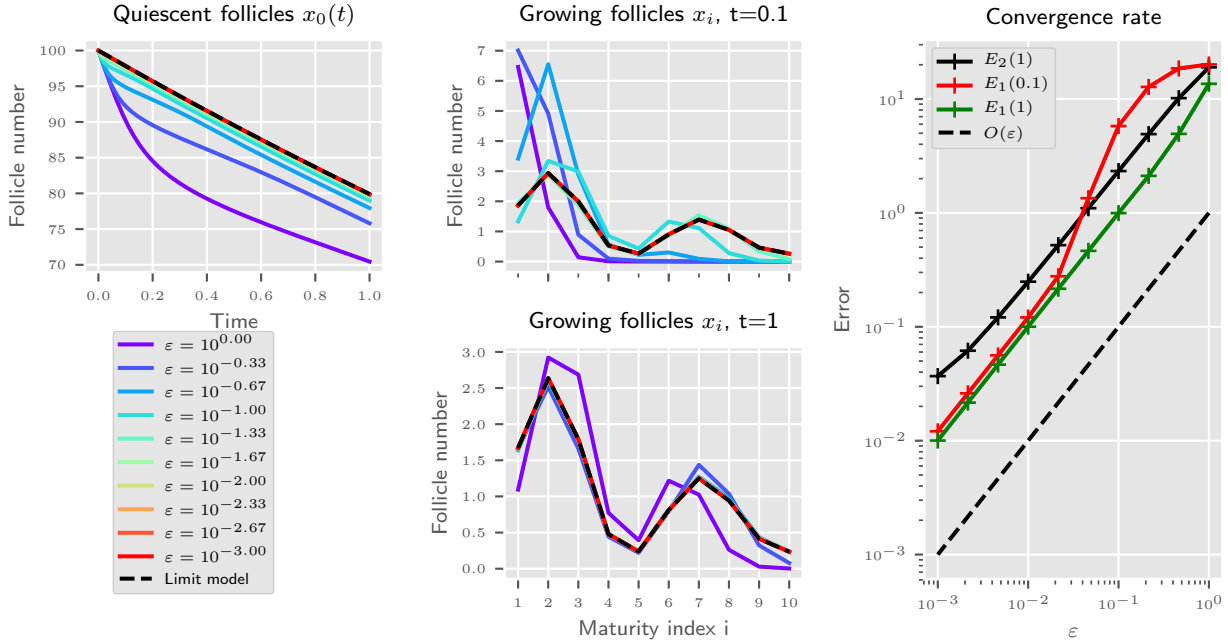 Quiescent follicles x₀(t)
Follicle number
100
95
90
85
80
75
70
0.0 0.2 0.4 0.6 0.8 1.0
Time
ε = 10^0.00
ε = 10^−0.33
ε = 10^−0.67
ε = 10^−1.00
ε = 10^−1.33
ε = 10^−1.67
ε = 10^−2.00
ε = 10^−2.33
ε = 10^−2.67
ε = 10^−3.00
Limit model
Growing follicles xᵢ, t=0.1
Follicle number
7
6
5
4
3
2
1
0
Growing follicles xᵢ, t=1
Follicle number
3.0
2.5
2.0
1.5
1.0
0.5
0.0
1 2 3 4 5 6 7 8 9 10
Maturity index i
Convergence rate
E₂(1)
E₁(0.1)
E₁(1)
O(ε)
Error
10^1
10^0
10^−1
10^−2
10^−3
10^−3 10^−2 10^−1 10^0
ε